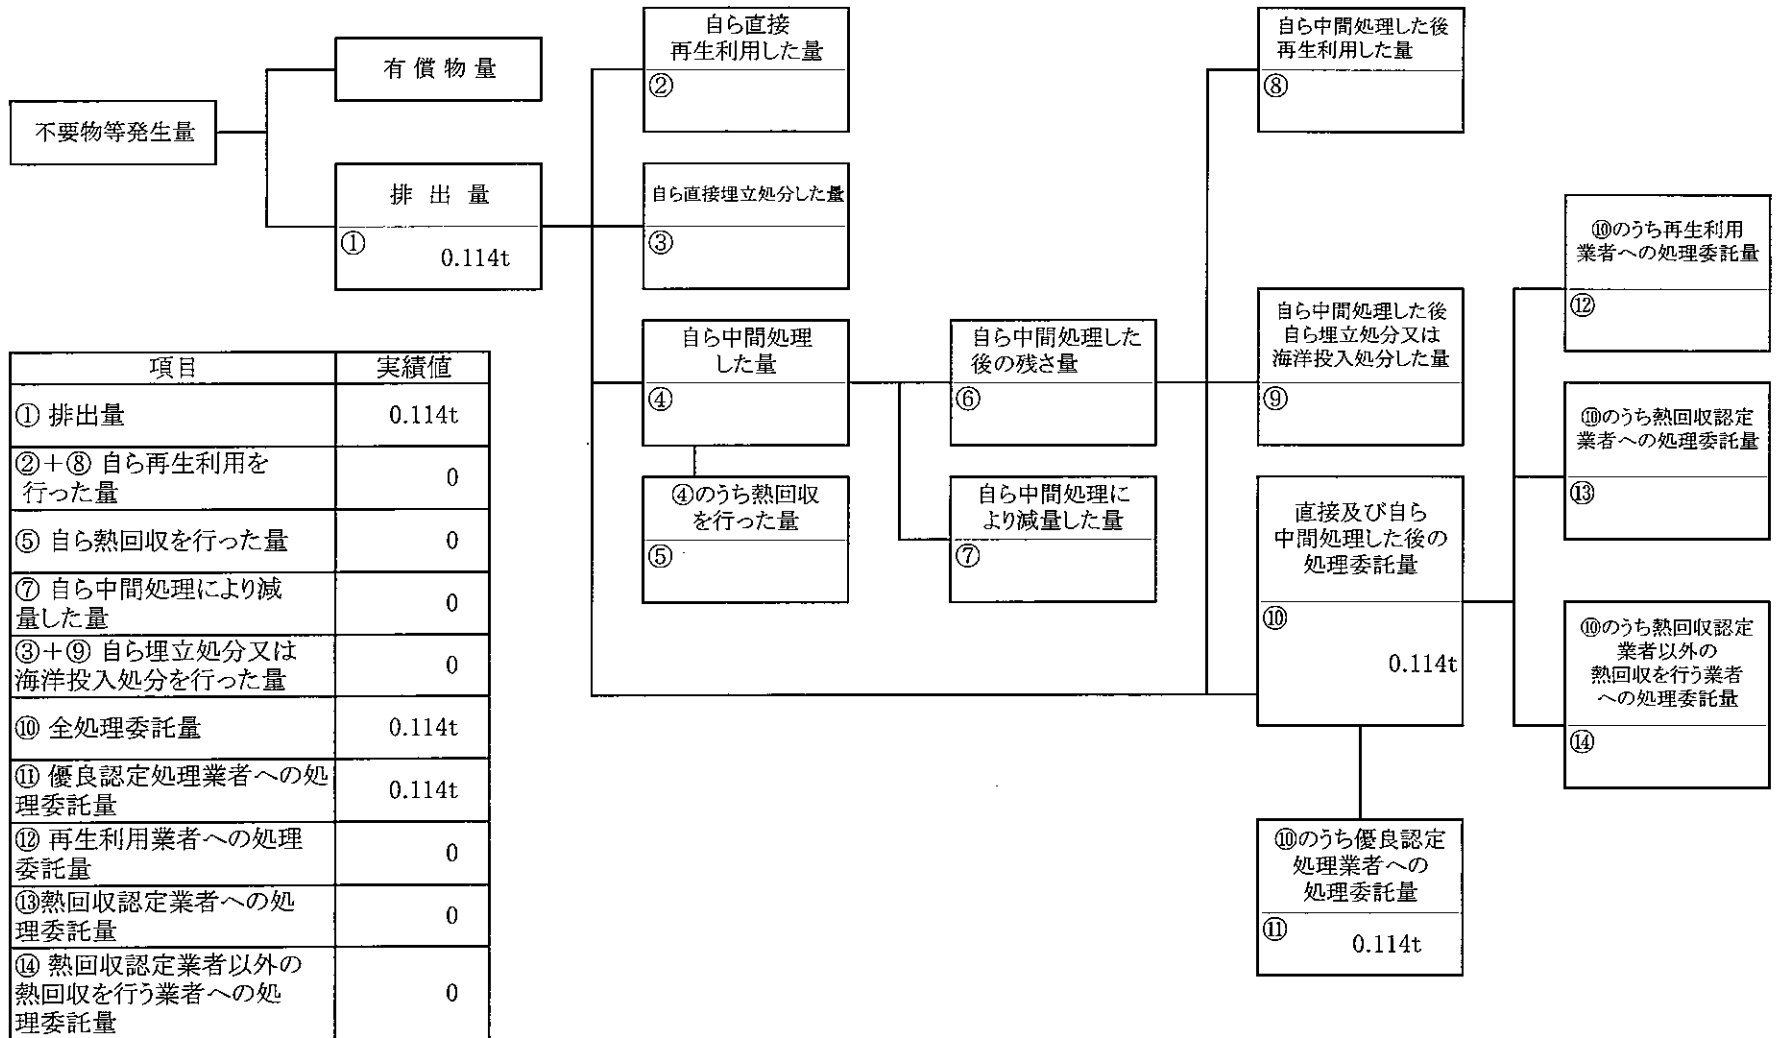 不要物等発生量
有償物量
排出量
①
0.114t
自ら直接
再生利用した量
②
自ら直接埋立処分した量
③
自ら中間処理
した量
④
④のうち熱回収
を行った量
⑤
自ら中間処理した
後の残さ量
⑥
自ら中間処理に
より減量した量
⑦
自ら中間処理した後
再生利用した量
⑧
自ら中間処理した後
自ら埋立処分又は
海洋投入処分した量
⑨
直接及び自ら
中間処理した後の
処理委託量
⑩
0.114t
⑩のうち優良認定
処理業者への
処理委託量
⑪
0.114t
⑩のうち再生利用
業者への処理委託量
⑫
⑩のうち熱回収認定
業者への処理委託量
⑬
⑩のうち熱回収認定
業者以外の
熱回収を行う業者
への処理委託量
⑭
項目 実績値
① 排出量 0.114t
②+⑧ 自ら再生利用を
行った量 0
⑤ 自ら熱回収を行った量 0
⑦ 自ら中間処理により減
量した量 0
③+⑨ 自ら埋立処分又は
海洋投入処分を行った量 0
⑩ 全処理委託量 0.114t
⑪ 優良認定処理業者への処
理委託量 0.114t
⑫ 再生利用業者への処理
委託量 0
⑬熱回収認定業者への処
理委託量 0
⑭ 熱回収認定業者以外の
熱回収を行う業者への処
理委託量 0